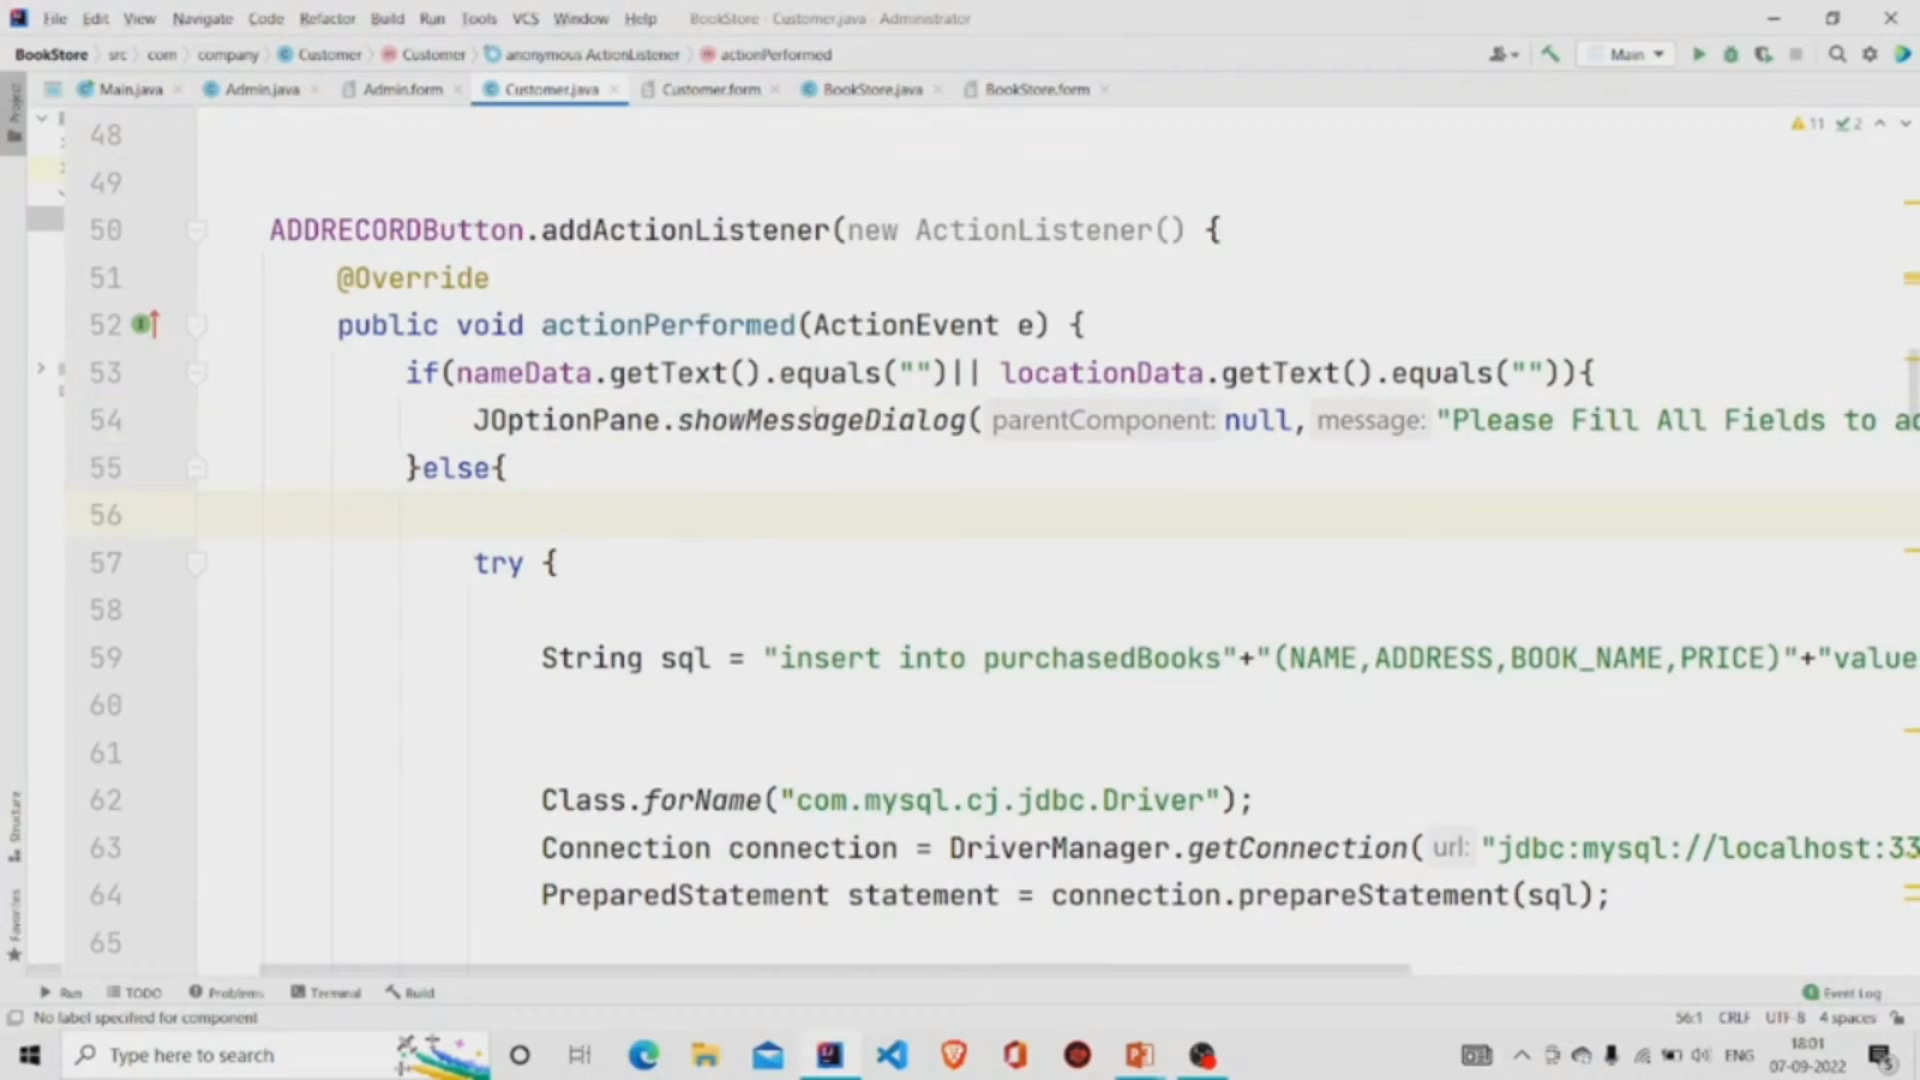 File Edit View Navigate Code Refactor Build Run Tools VCS Window Help BookStore - Customer.java - Administrator
BookStore src com company Customer Customer anonymous ActionListener actionPerformed Main
Main.java Admin.java Admin.form Customer.java Customer.form BookStore.java BookStore.form
Project
11 2
48
49
50 ADDRECORDButton.addActionListener(new ActionListener() {
51 @Override
52 public void actionPerformed(ActionEvent e) {
53 if(nameData.getText().equals("")|| locationData.getText().equals("")){
54 JOptionPane.showMessageDialog( parentComponent: null, message: "Please Fill All Fields to ad
55 }else{
56
57 try {
58
59 String sql = "insert into purchasedBooks"+"(NAME,ADDRESS,BOOK_NAME,PRICE)"+"value
60
61
62 Class.forName("com.mysql.cj.jdbc.Driver");
63 Connection connection = DriverManager.getConnection( url: "jdbc:mysql://localhost:33
64 PreparedStatement statement = connection.prepareStatement(sql);
65
Structure
Favorites
Run TODO Problems Terminal Build Event Log
No label specified for component 56:1 CRLF UTF-8 4 spaces
Type here to search ENG 18:01
07-09-2022 5